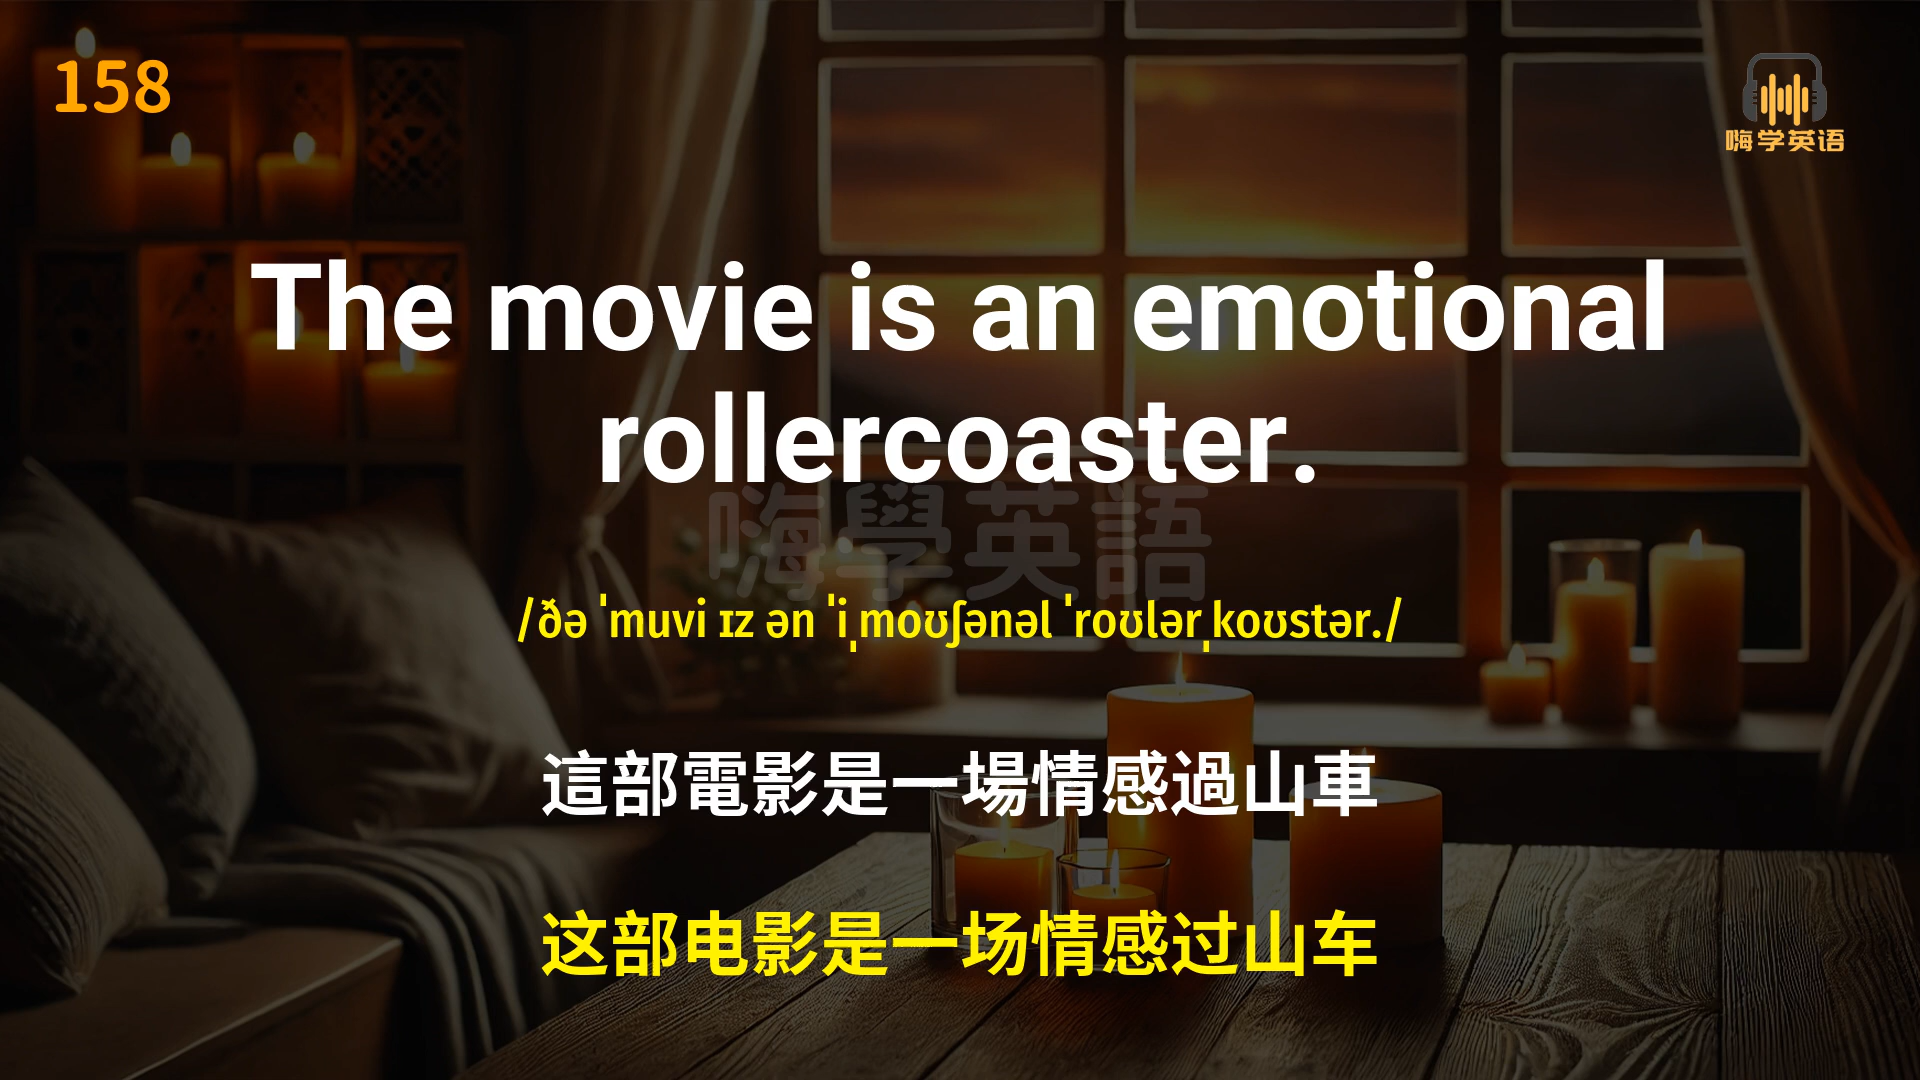 158
嗨学英语
The movie is an emotional
rollercoaster.
嗨學英語
/ðə ˈmuvi ɪz ən ˈiˌmoʊʃənəl ˈroʊlərˌkoʊstər./
這部電影是一場情感過山車
这部电影是一场情感过山车